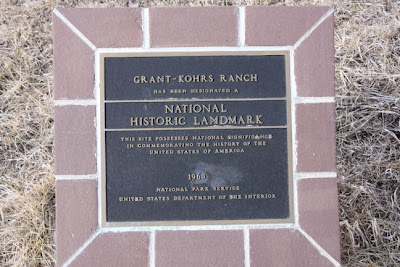 GRANT-KOHRS RANCH
HAS BEEN DESIGNATED A
NATIONAL
HISTORIC LANDMARK
THIS SITE POSSESSES NATIONAL SIGNIFICANCE
IN COMMEMORATING THE HISTORY OF THE
UNITED STATES OF AMERICA
1960
NATIONAL PARK SERVICE
UNITED STATES DEPARTMENT OF THE INTERIOR